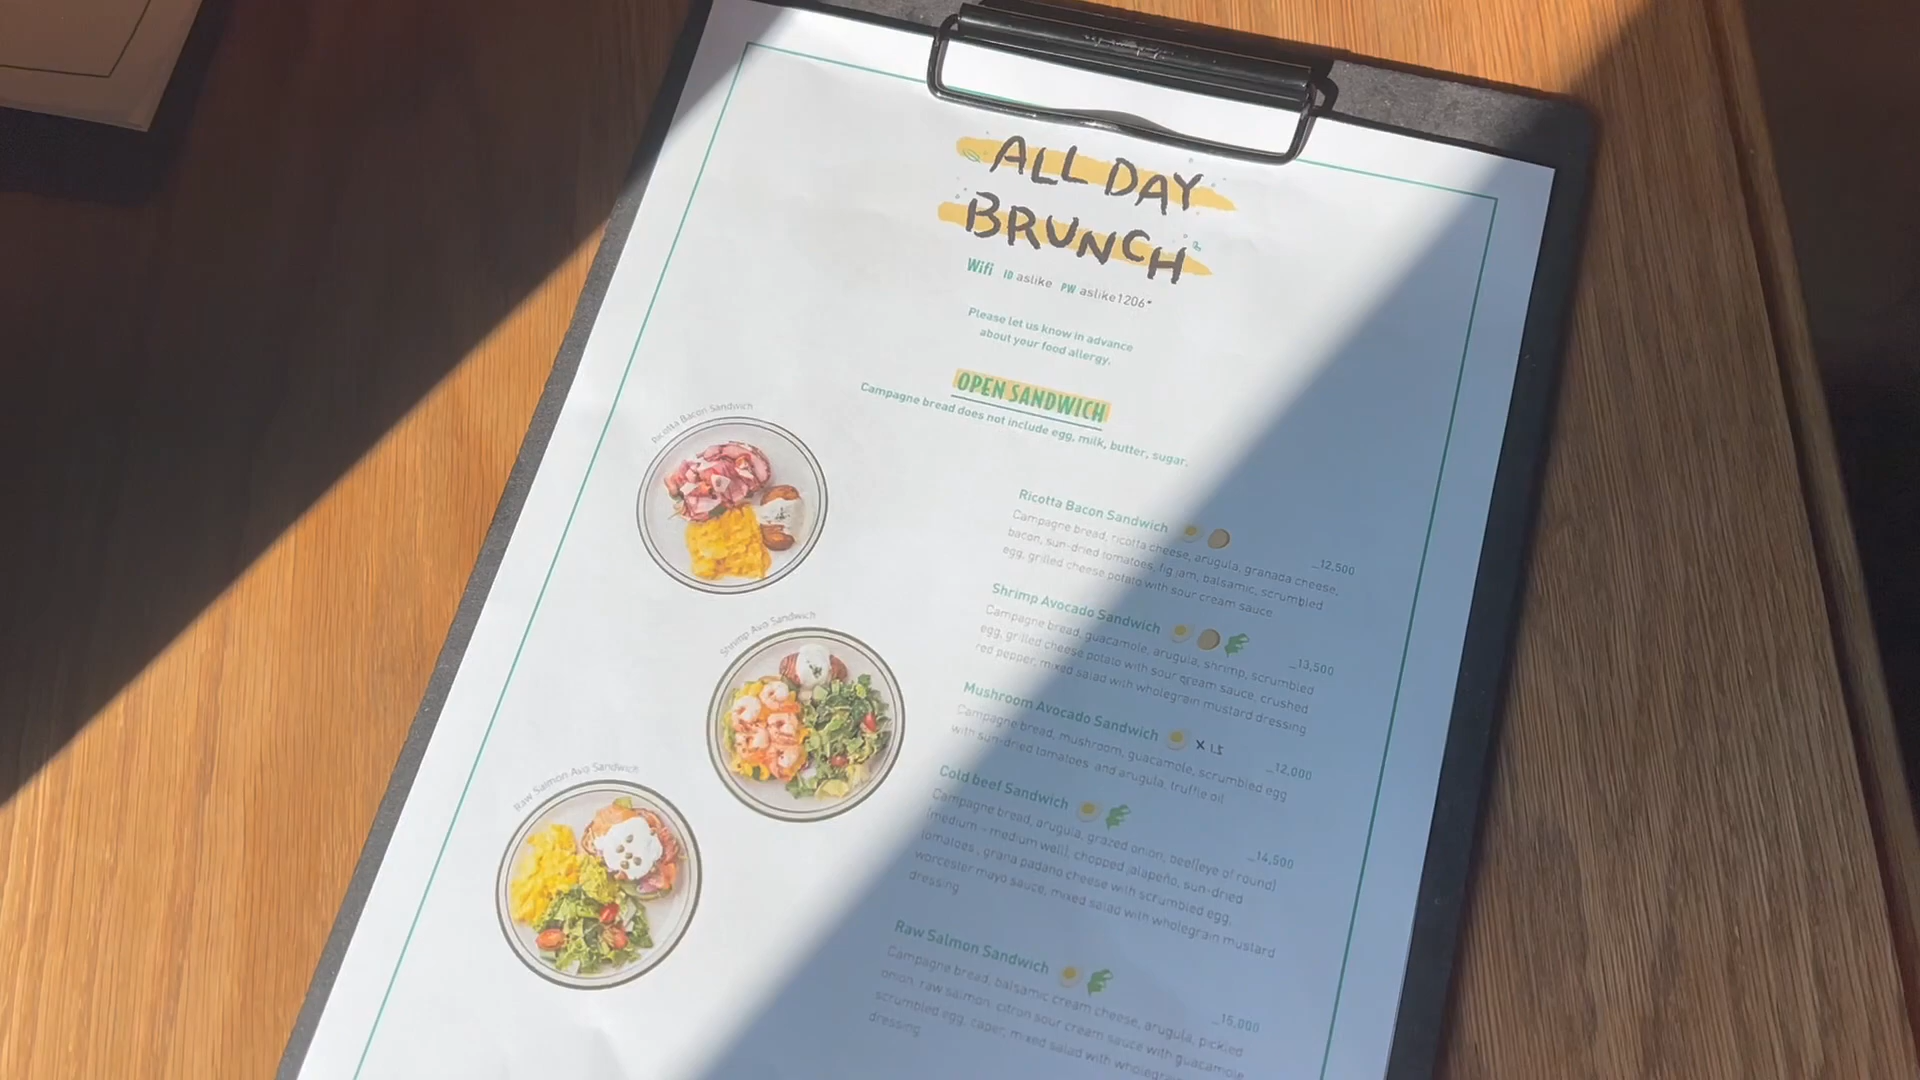 ALL DAY
BRUNCH
Wifi ID aslike PW aslike1206*
Please let us know in advance
about your food allergy.
OPEN SANDWICH
Campagne bread does not include egg, milk, butter, sugar.
Ricotta Bacon Sandwich
Ricotta Bacon Sandwich
_12,500
Campagne bread, ricotta cheese, arugula, granada cheese,
bacon, sun-dried tomatoes, fig jam, balsamic, scrumbled
egg, grilled cheese potato with sour cream sauce
Shrimp Avo Sandwich
Shrimp Avocado Sandwich
_13,500
Campagne bread, guacamole, arugula, shrimp, scrumbled
egg, grilled cheese potato with sour cream sauce, crushed
red pepper, mixed salad with wholegrain mustard dressing
Mushroom Avocado Sandwich X 1.5
_12,000
Campagne bread, mushroom, guacamole, scrumbled egg
with sun-dried tomatoes and arugula, truffle oil
Raw Salmon Avo Sandwich
Cold beef Sandwich
_14,500
Campagne bread, arugula, grazed onion, beef(eye of round)
(medium - medium well), chopped jalapeño, sun-dried
tomatoes, grana padano cheese with scrumbled egg,
worcester mayo sauce, mixed salad with wholegrain mustard
dressing
Raw Salmon Sandwich
_15,000
Campagne bread, balsamic cream cheese, arugula, pickled
onion, raw salmon, citron sour cream sauce with guacamole
scrumbled egg, caper, mixed salad with wholegrain
dressing